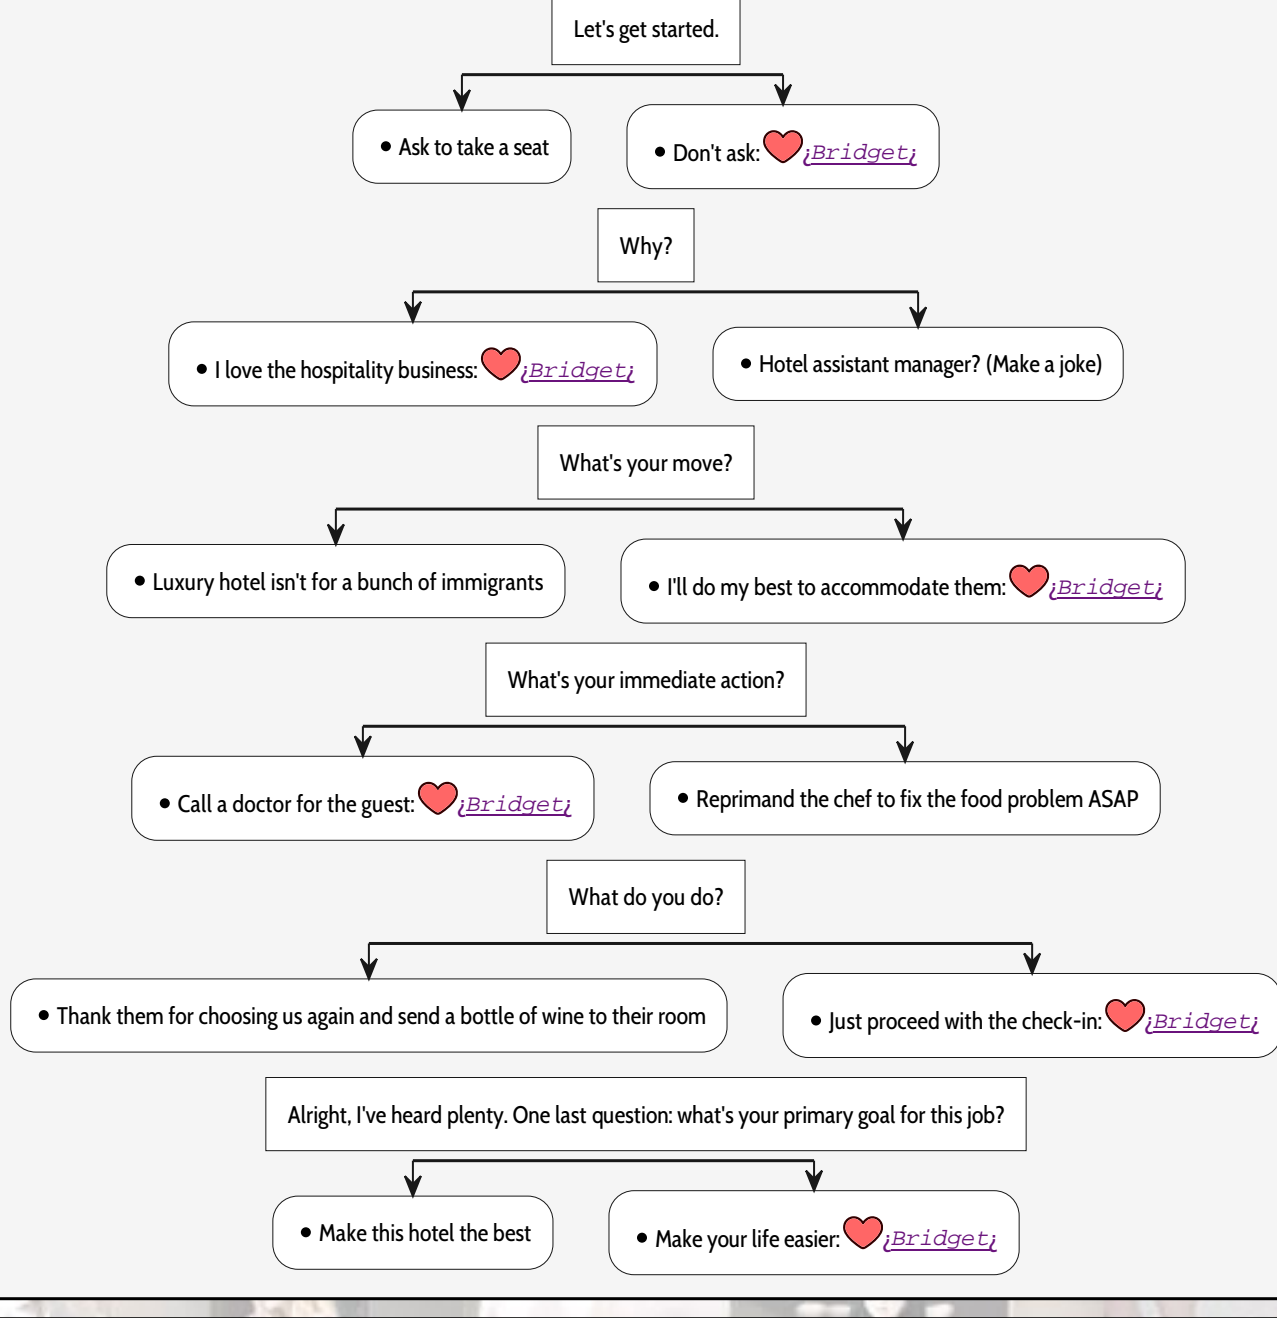 Let's get started.
• Ask to take a seat
• Don't ask: ¿Bridget¿
Why?
• I love the hospitality business: ¿Bridget¿
• Hotel assistant manager? (Make a joke)
What's your move?
• Luxury hotel isn't for a bunch of immigrants
• I'll do my best to accommodate them: ¿Bridget¿
What's your immediate action?
• Call a doctor for the guest: ¿Bridget¿
• Reprimand the chef to fix the food problem ASAP
What do you do?
• Thank them for choosing us again and send a bottle of wine to their room
• Just proceed with the check-in: ¿Bridget¿
Alright, I've heard plenty. One last question: what's your primary goal for this job?
• Make this hotel the best
• Make your life easier: ¿Bridget¿